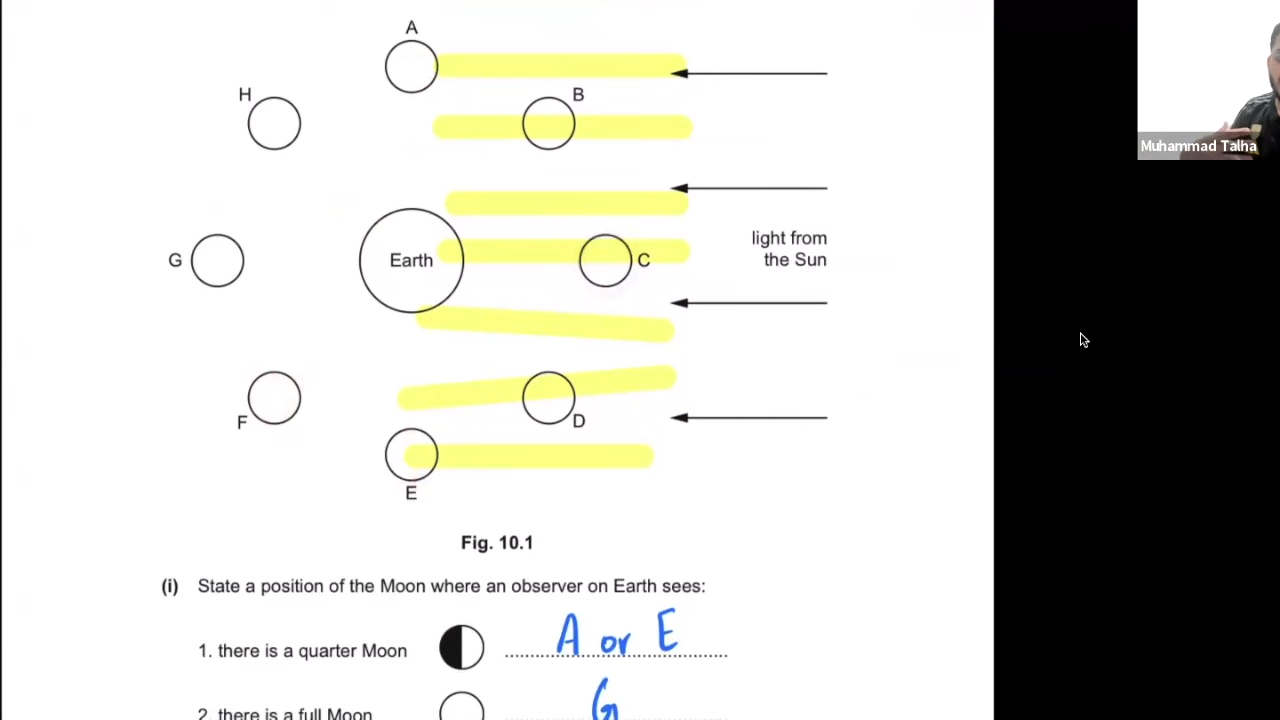 A
H
B
Muhammad Talha
light from
the Sun
G
Earth
C
F
D
E
Fig. 10.1
(i) State a position of the Moon where an observer on Earth sees:
1. there is a quarter Moon A or E
2. there is a full Moon G